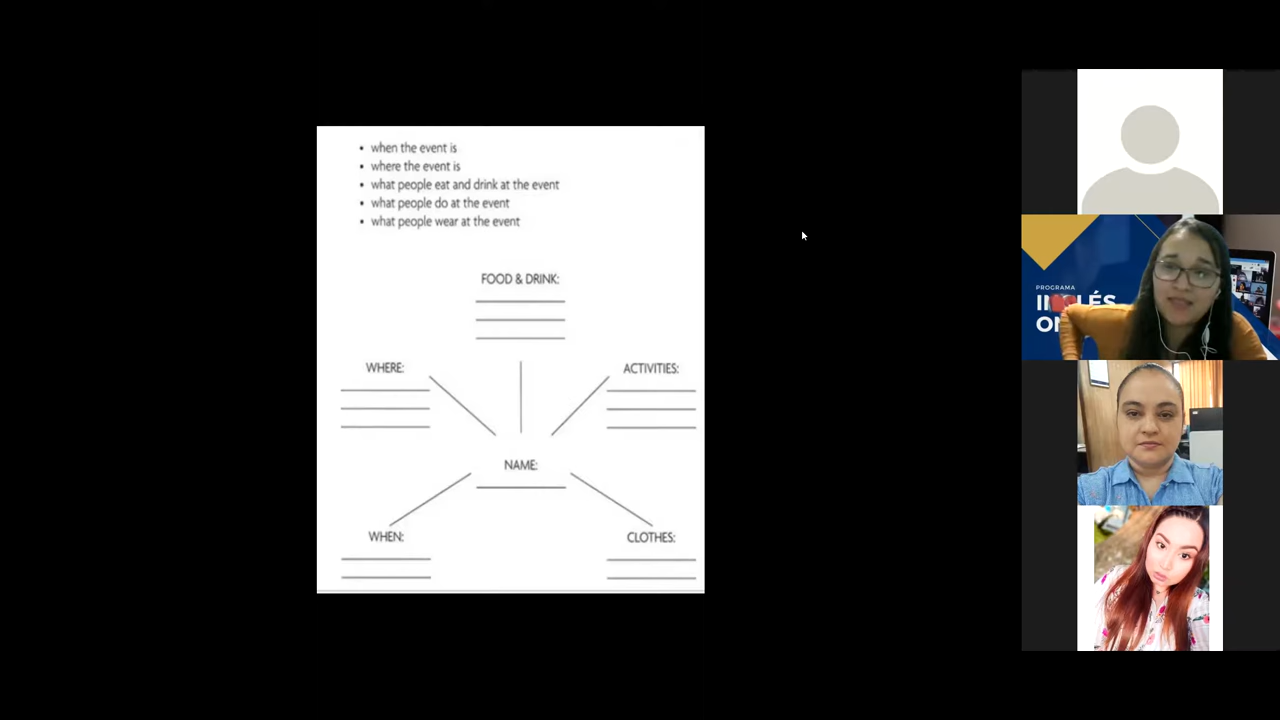 • when the event is
• where the event is
• what people eat and drink at the event
• what people do at the event
• what people wear at the event
FOOD & DRINK:
WHERE:
ACTIVITIES:
NAME:
WHEN:
CLOTHES:
PROGRAMA